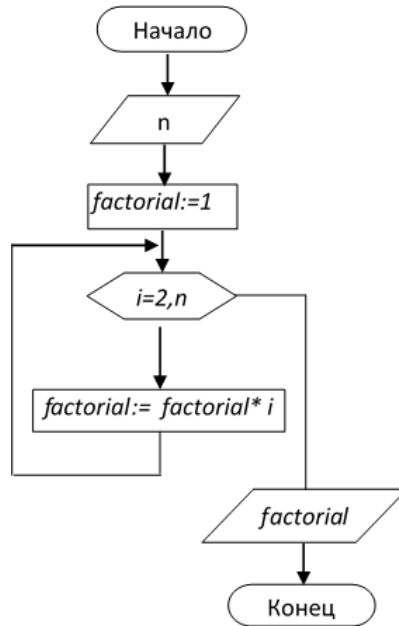 Начало
n
factorial:=1
i=2,n
factorial:= factorial* i
factorial
Конец